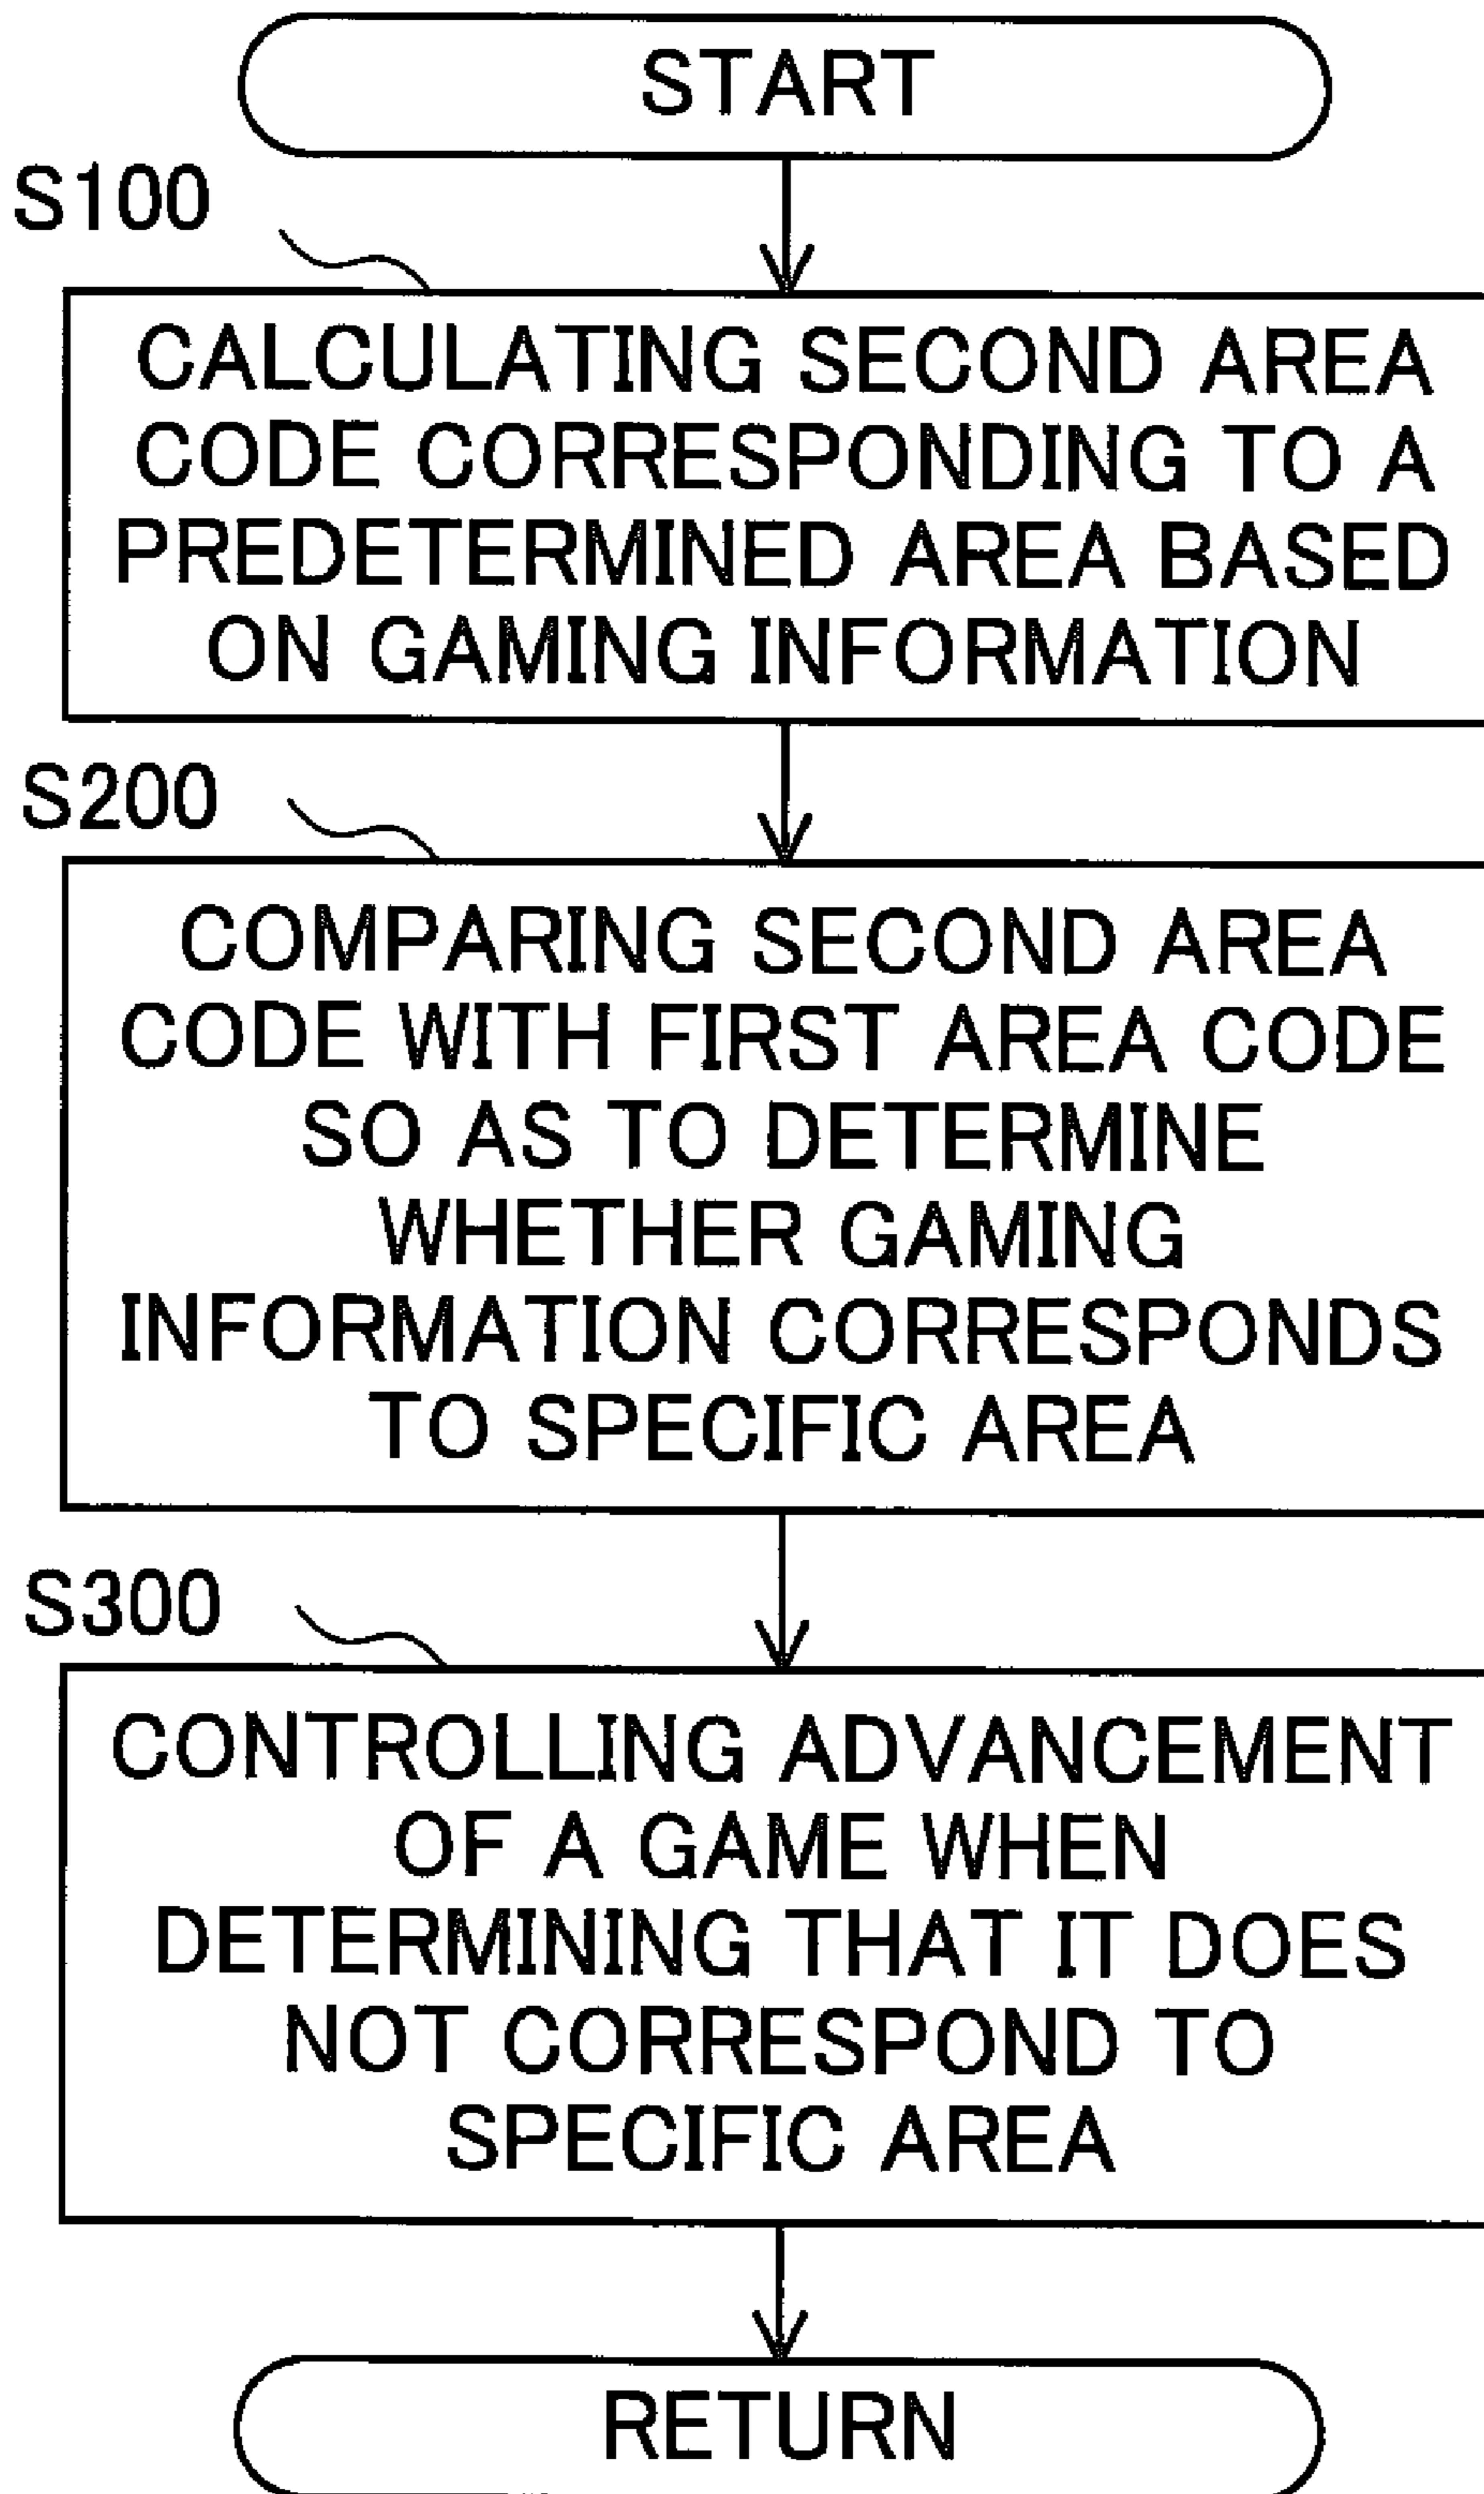 START
S100
CALCULATING SECOND AREA
CODE CORRESPONDING TO A
PREDETERMINED AREA BASED
ON GAMING INFORMATION
S200
COMPARING SECOND AREA
CODE WITH FIRST AREA CODE
SO AS TO DETERMINE
WHETHER GAMING
INFORMATION CORRESPONDS
TO SPECIFIC AREA
S300
CONTROLLING ADVANCEMENT
OF A GAME WHEN
DETERMINING THAT IT DOES
NOT CORRESPOND TO
SPECIFIC AREA
RETURN